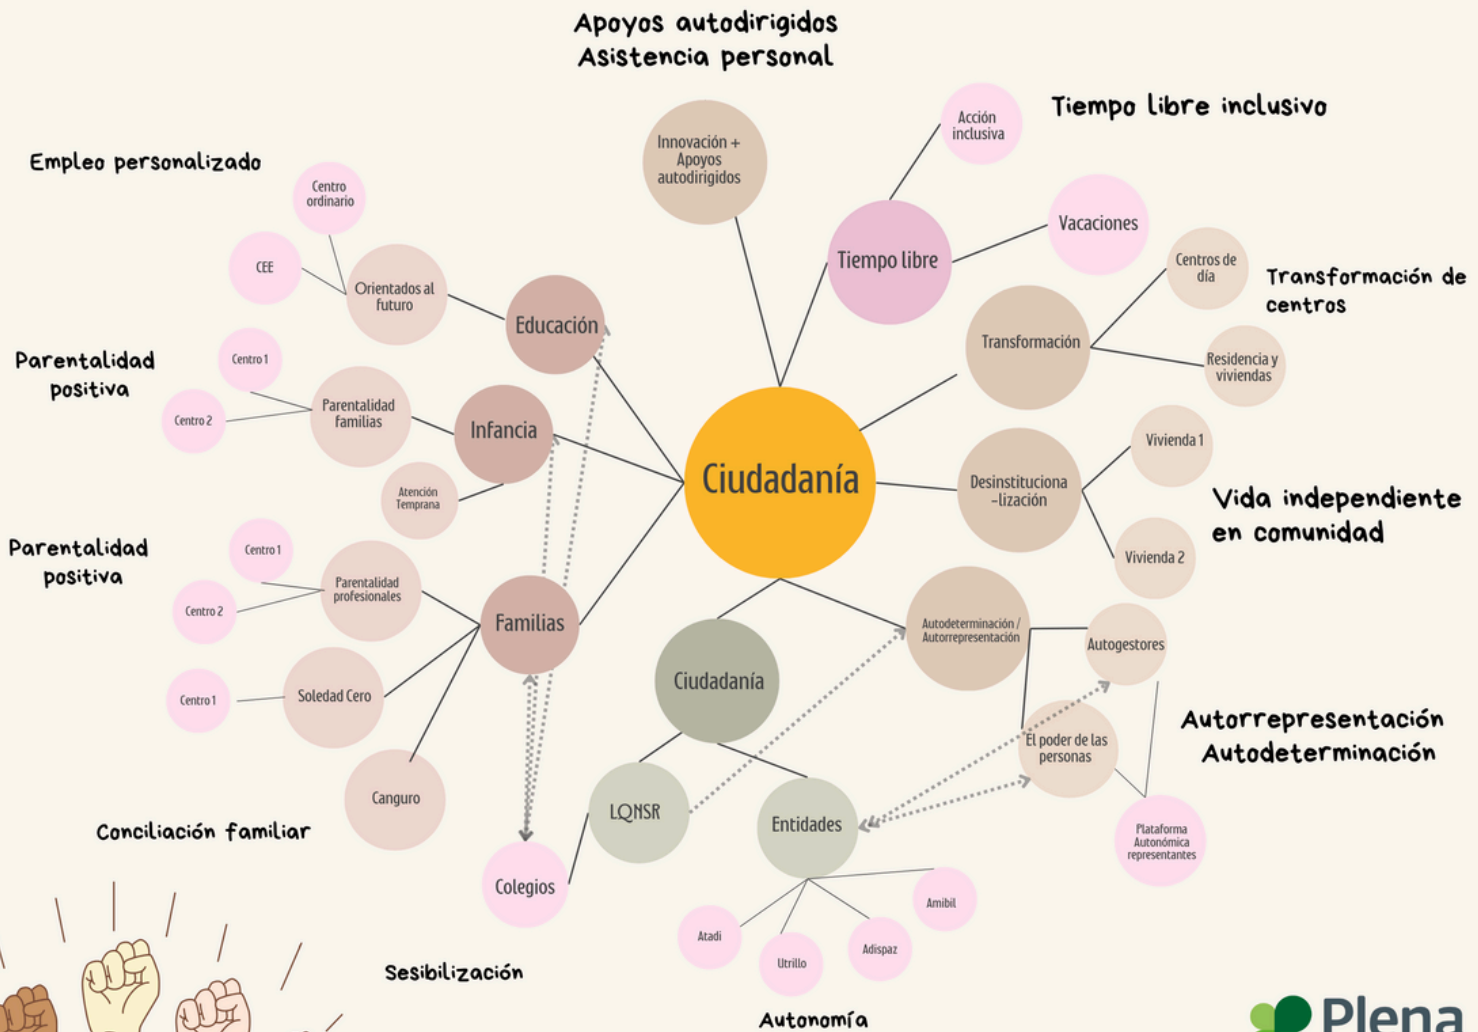 Apoyos autodirigidos
Asistencia personal
Innovación +
Apoyos
autodirigidos
Acción
inclusiva
Tiempo libre inclusivo
Tiempo libre
Vacaciones
Empleo personalizado
Centro
ordinario
CEE
Orientados al
futuro
Educación
Transformación
Centros de
día
Transformación de
centros
Residencia y
viviendas
Parentalidad
positiva
Centro 1
Centro 2
Parentalidad
familias
Infancia
Atención
Temprana
Ciudadanía
Desinstituciona
-lización
Vivienda 1
Vivienda 2
Vida independiente
en comunidad
Parentalidad
positiva
Centro 1
Centro 2
Parentalidad
profesionales
Familias
Centro 1
Soledad Cero
Canguro
Conciliación familiar
Ciudadanía
Autodeterminación /
Autorrepresentación
Autogestores
El poder de las
personas
Autorrepresentación
Autodeterminación
Plataforma
Autonómica
representantes
LQNSR
Entidades
Colegios
Atadi
Utrillo
Adispaz
Amibil
Sesibilización
Autonomía
Plena